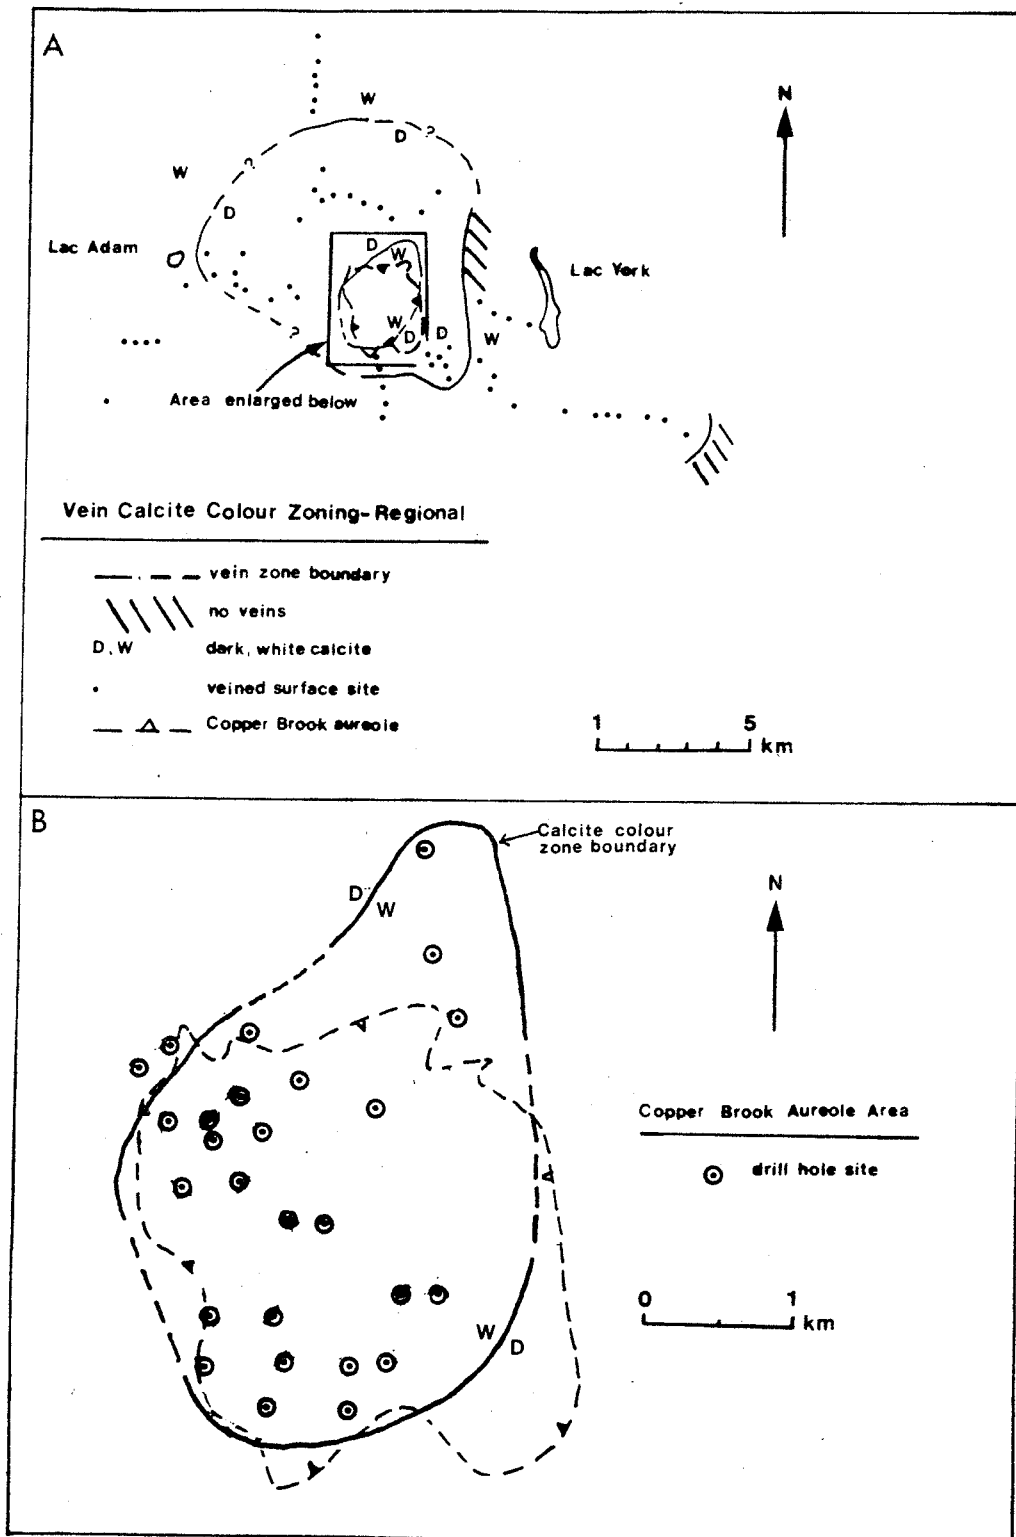 A
W
D
?
N
W
?
D
Lac Adam
D
W
Lac York
W
D
D
W
?
Area enlarged below
Vein Calcite Colour Zoning-Regional
vein zone boundary
no veins
D, W dark, white calcite
veined surface site
Copper Brook aureole
1 5
km
B
Calcite colour
zone boundary
D
W
N
Copper Brook Aureole Area
drill hole site
0 1
km
W
D